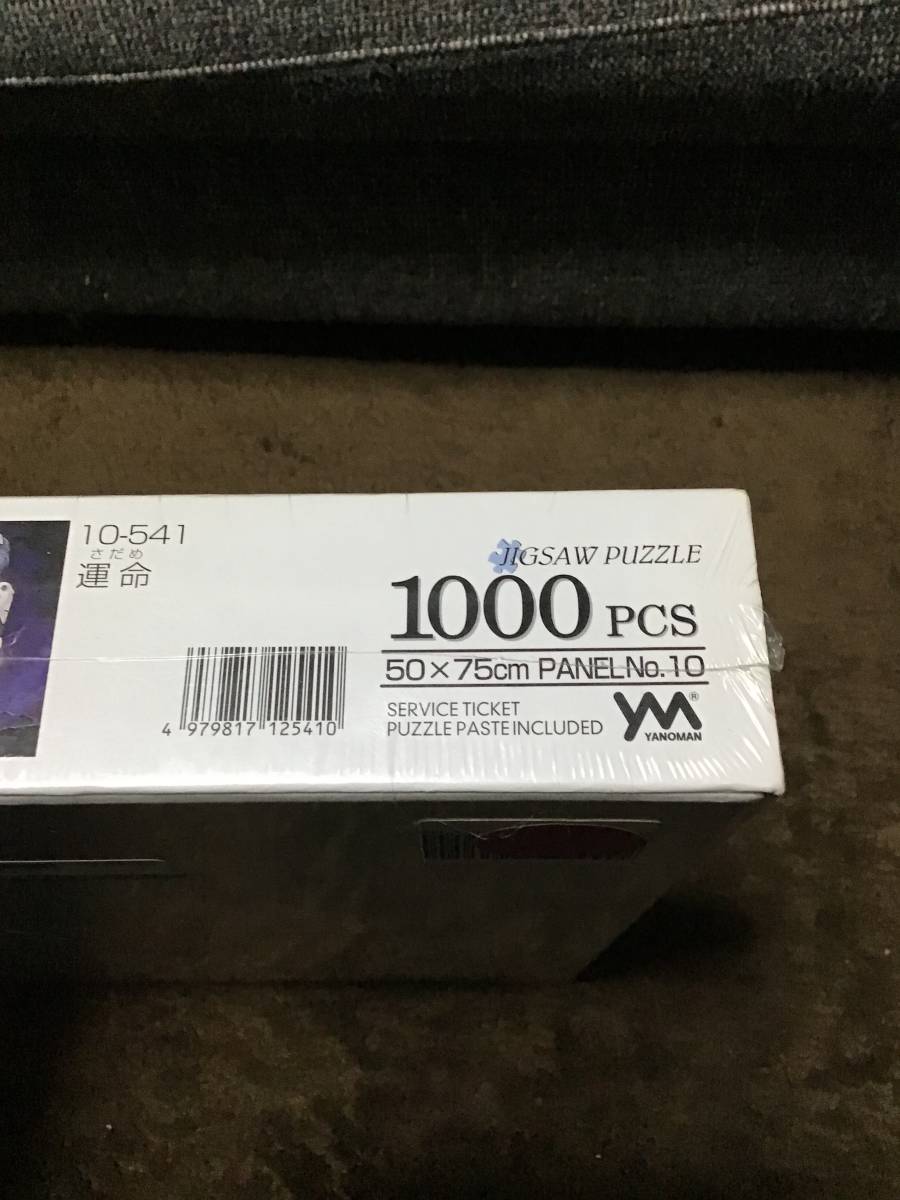 10-541
さだめ
運命
JIGSAW PUZZLE
1000 PCS
50×75cm PANEL No.10
SERVICE TICKET
PUZZLE PASTE INCLUDED
YM®
YANOMAN
4 979817 125410